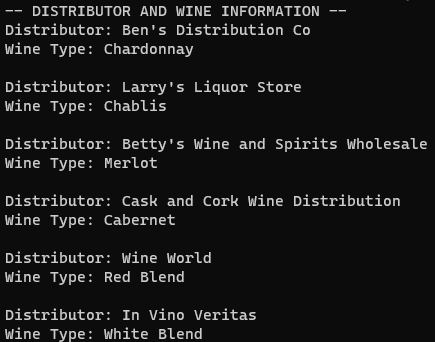 -- DISTRIBUTOR AND WINE INFORMATION --
Distributor: Ben's Distribution Co
Wine Type: Chardonnay
Distributor: Larry's Liquor Store
Wine Type: Chablis
Distributor: Betty's Wine and Spirits Wholesale
Wine Type: Merlot
Distributor: Cask and Cork Wine Distribution
Wine Type: Cabernet
Distributor: Wine World
Wine Type: Red Blend
Distributor: In Vino Veritas
Wine Type: White Blend